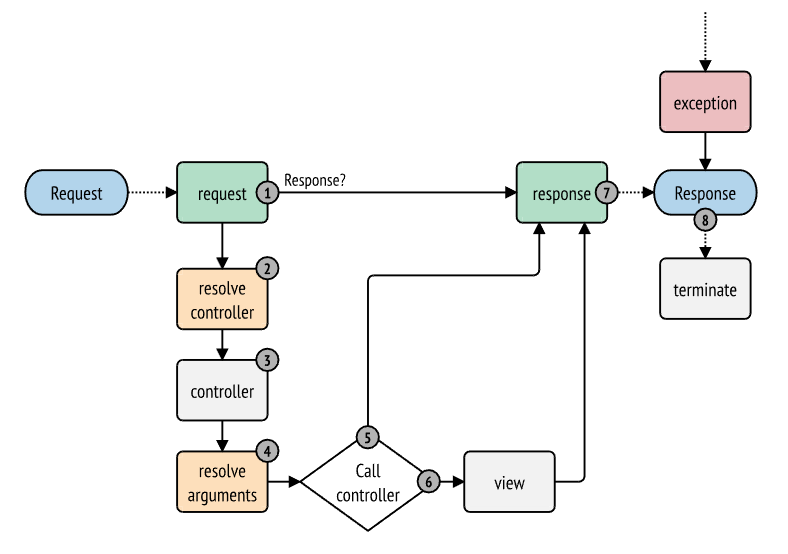 exception
Request
request
1
Response?
response
7
Response
8
2
resolve
controller
terminate
3
controller
4
resolve
arguments
5
Call
controller
6
view